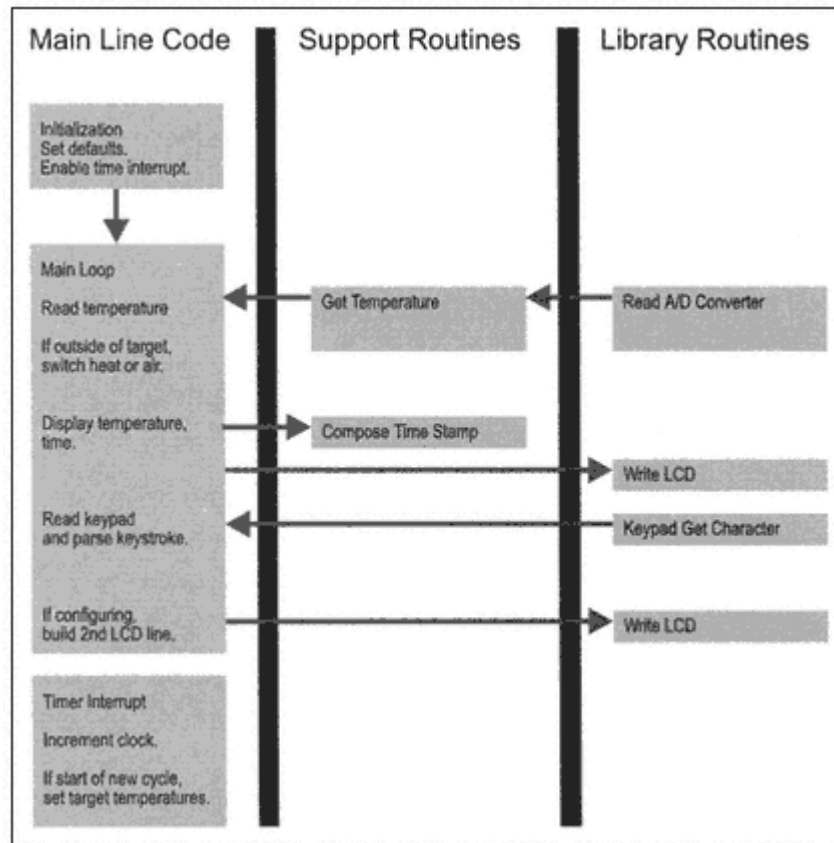 Main Line Code
Support Routines
Library Routines
Initialization
Set defaults.
Enable time interrupt.
Main Loop
Read temperature
If outside of target,
switch heat or air.
Display temperature,
time.
Read keypad
and parse keystroke.
If configuring,
build 2nd LCD line.
Timer Interrupt
Increment clock.
If start of new cycle,
set target temperatures.
Get Temperature
Compose Time Stamp
Read A/D Converter
Write LCD
Keypad Get Character
Write LCD